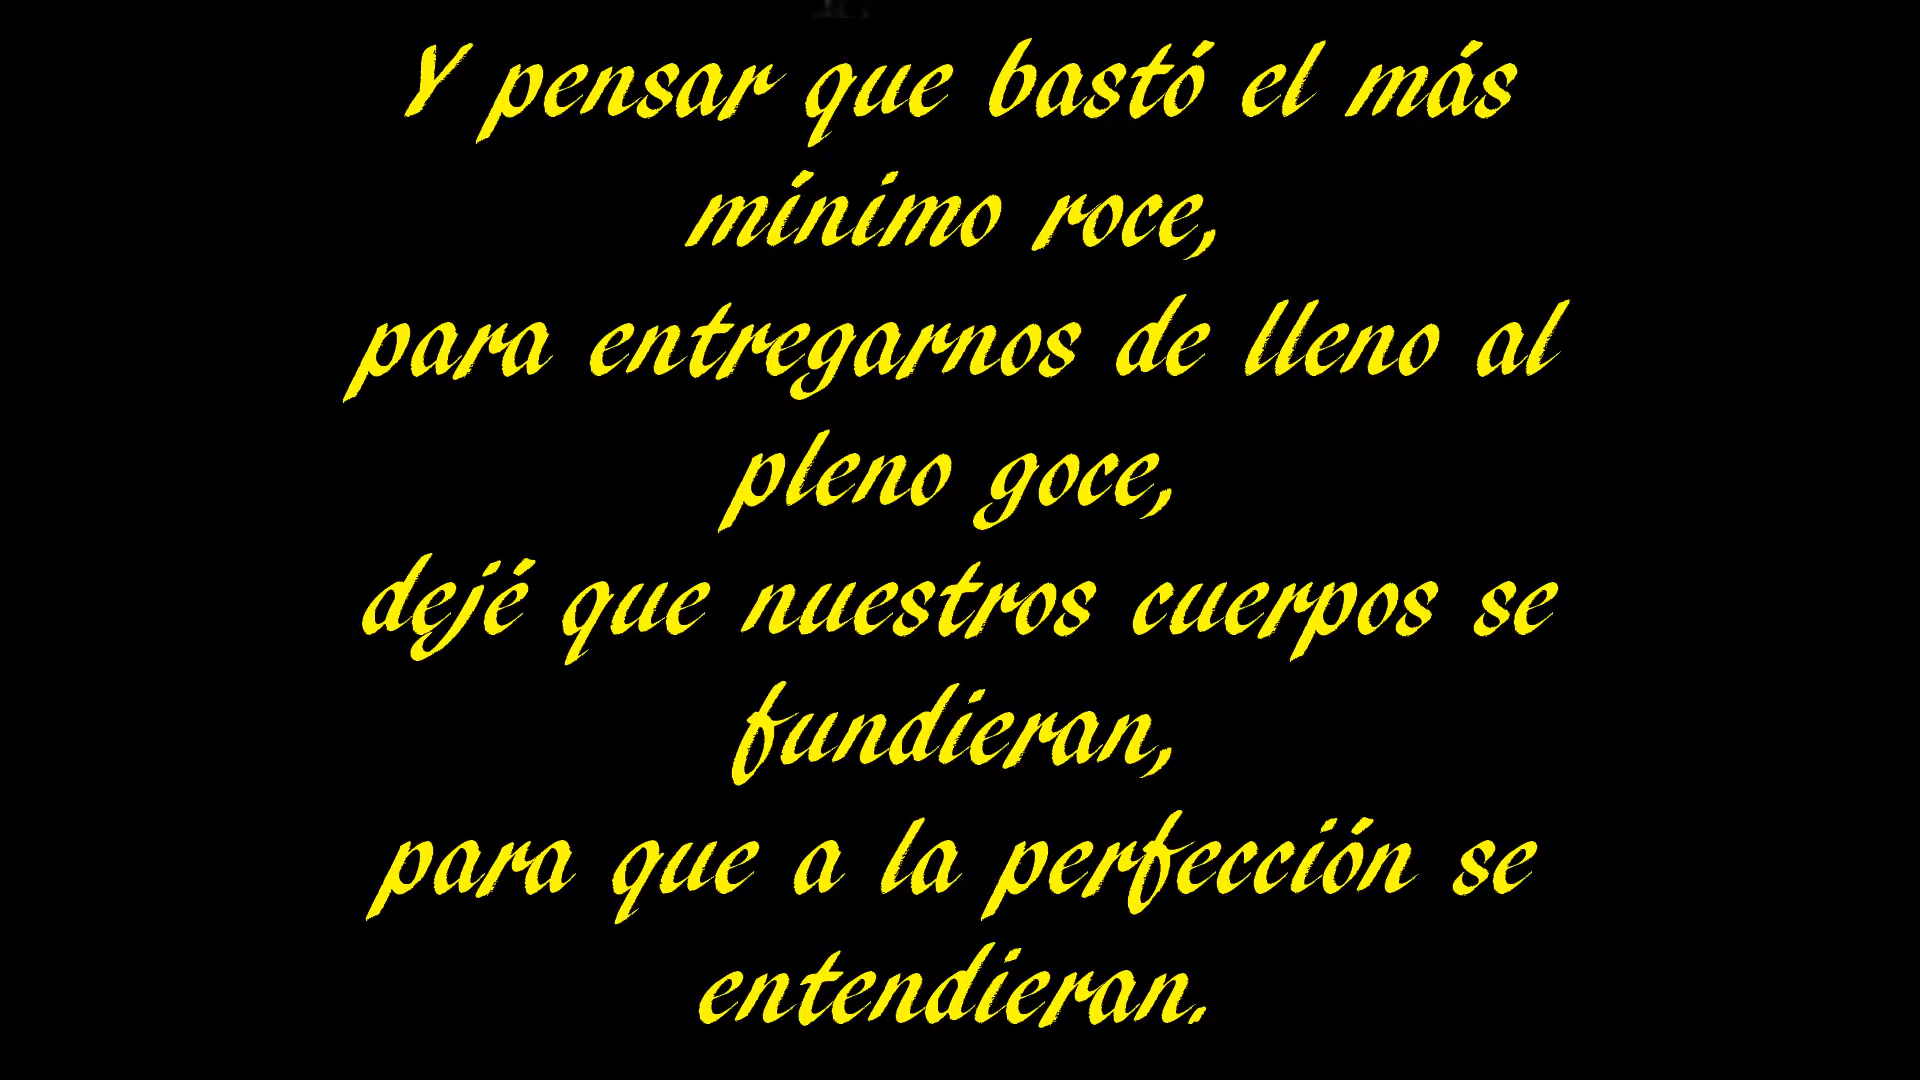 Y pensar que bastó el más
mínimo roce,
para entregarnos de lleno al
pleno goce,
dejé que nuestros cuerpos se
fundieran,
para que a la perfección se
entendieran.